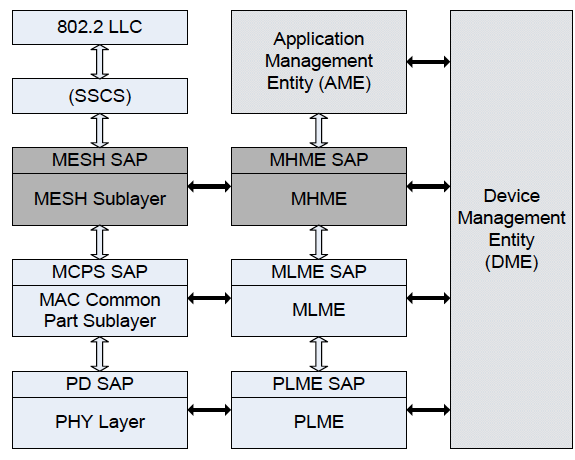 802.2 LLC
(SSCS)
MESH SAP
MESH Sublayer
MCPS SAP
MAC Common
Part Sublayer
PD SAP
PHY Layer
Application
Management
Entity (AME)
MHME SAP
MHME
MLME SAP
MLME
PLME SAP
PLME
Device
Management
Entity
(DME)